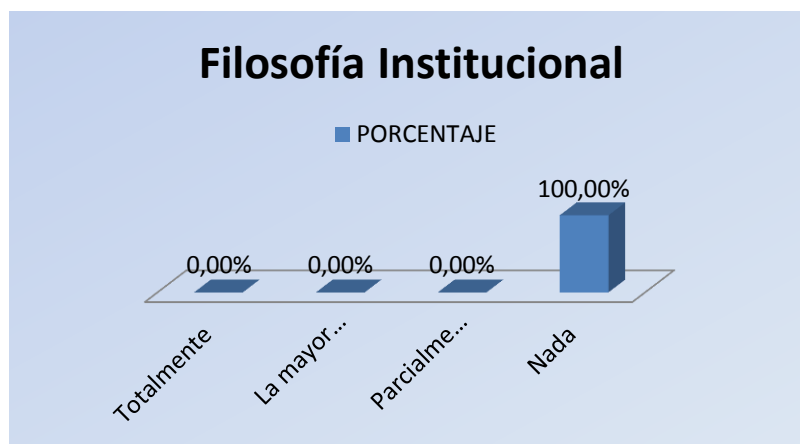 Filosofía Institucional
PORCENTAJE
100,00%
0,00%
0,00%
0,00%
Totalmente
La mayor...
Parcialme...
Nada